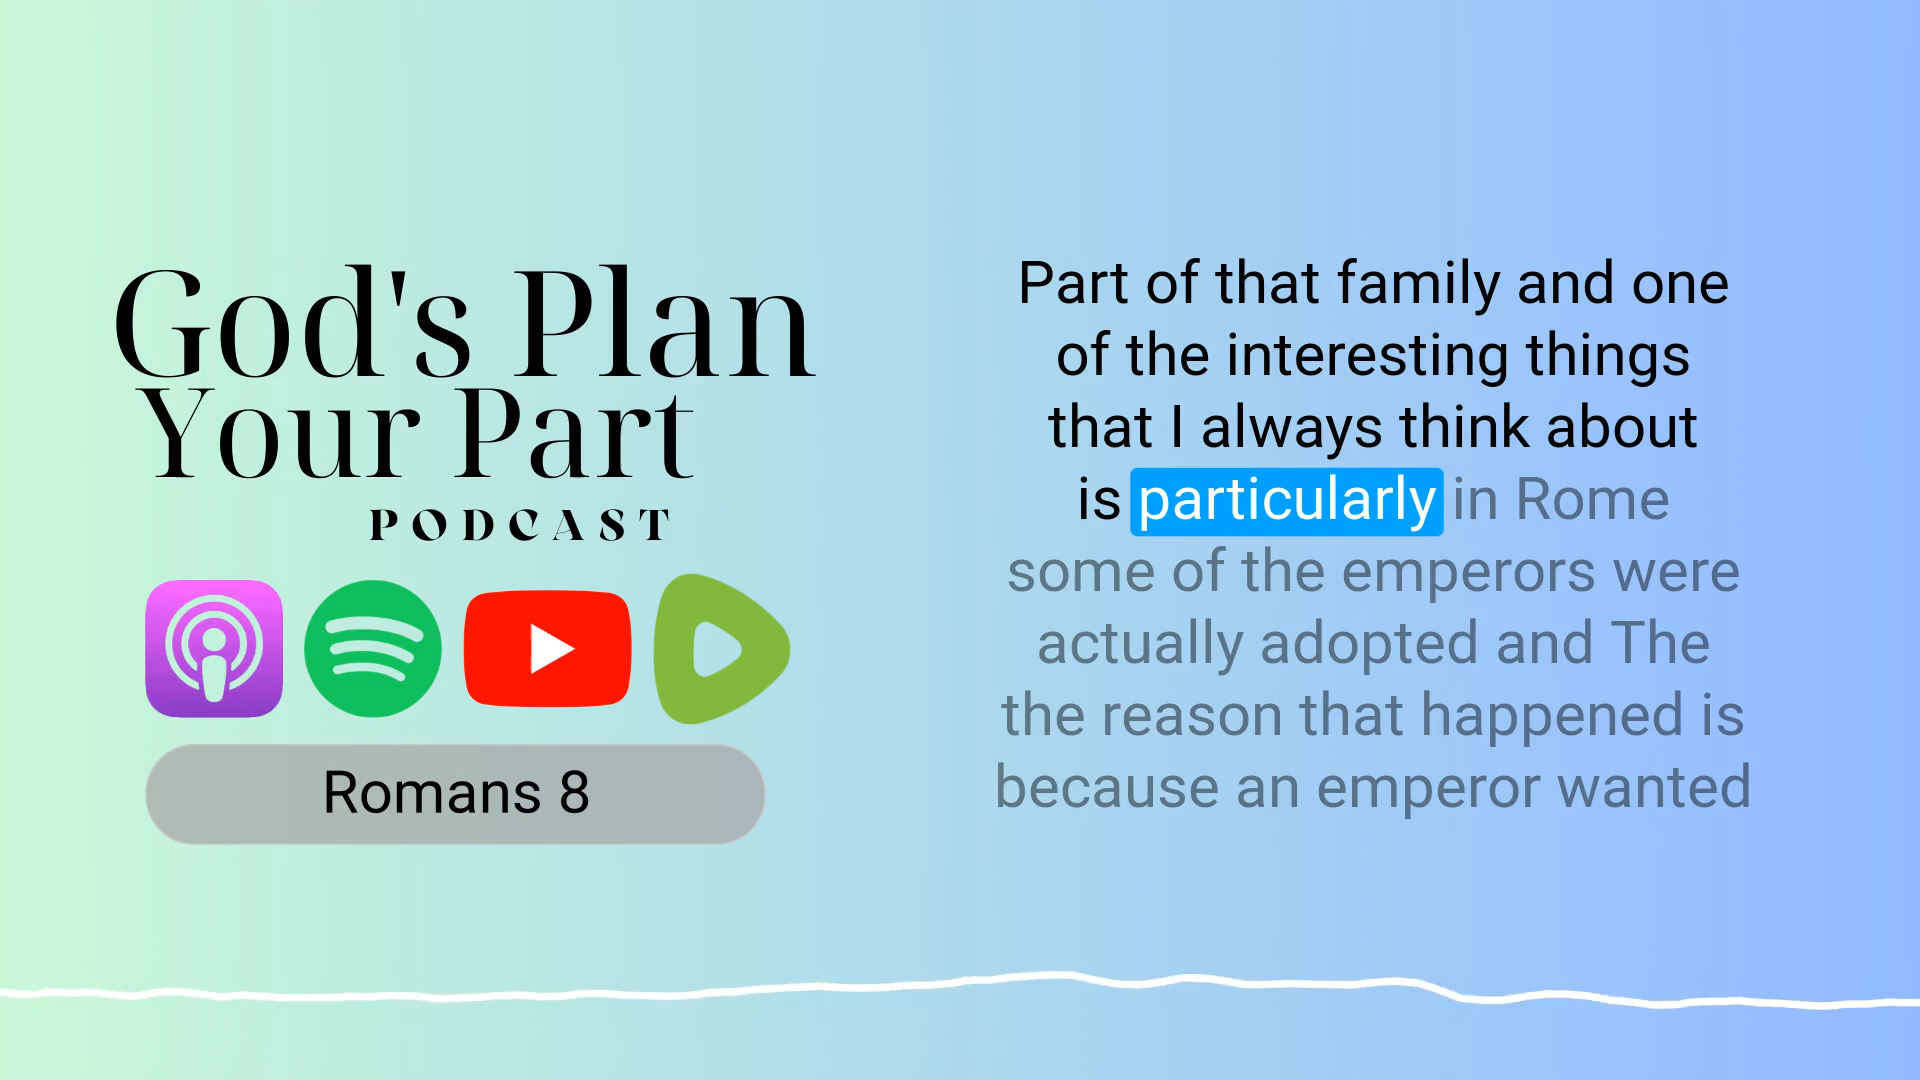 God's Plan
Your Part
PODCAST
Romans 8
Part of that family and one
of the interesting things
that I always think about
is particularly in Rome
some of the emperors were
actually adopted and The
the reason that happened is
because an emperor wanted